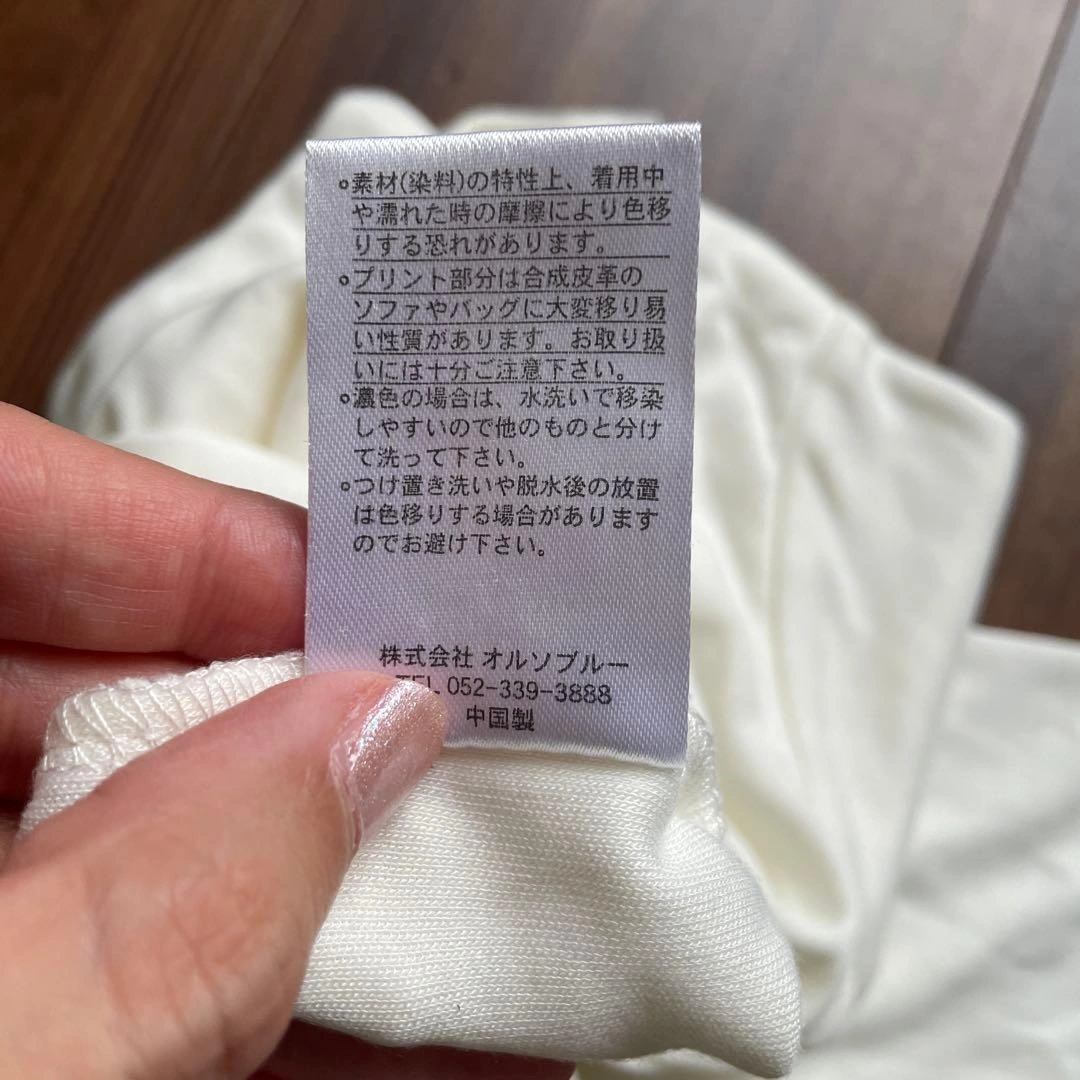 。素材(染料)の特性上、着用中
や濡れた時の摩擦により色移
りする恐れがあります。
。プリント部分は合成皮革の
ソファやバッグに大変移り易
い性質があります。お取り扱
いには十分ご注意下さい。
。濃色の場合は、水洗いで移染
しやすいので他のものと分け
て洗って下さい。
。つけ置き洗いや脱水後の放置
は色移りする場合があります
のでお避け下さい。
株式会社 オルソブルー
TEL 052-339-3888
中国製